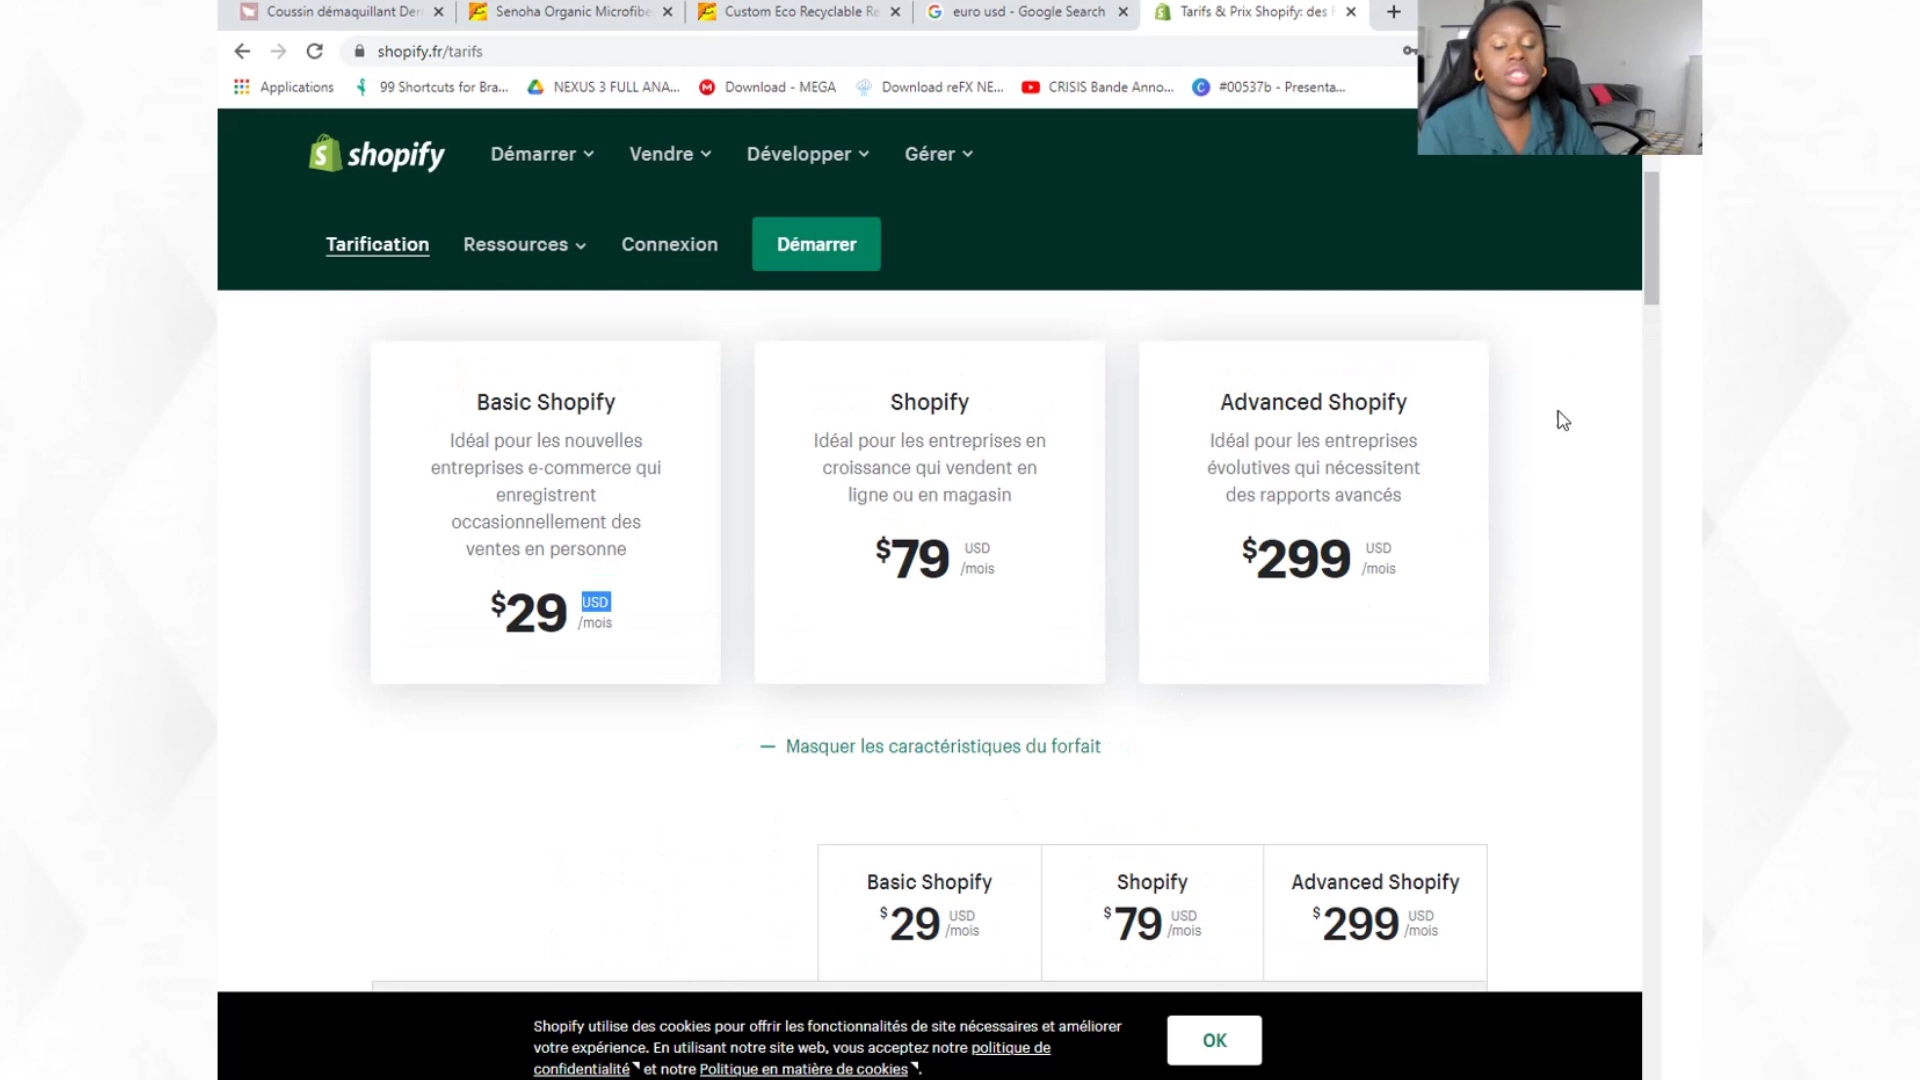 Coussin démaquillant Der
Senoha Organic Microfibe
Custom Eco Recyclable Re
euro usd - Google Search
Tarifs & Prix Shopify: des
shopify.fr/tarifs
Applications
99 Shortcuts for Bra...
NEXUS 3 FULL ANA...
Download - MEGA
Download reFX NE...
CRISIS Bande Anno...
#00537b - Presenta...
shopify
Démarrer
Vendre
Développer
Gérer
Tarification
Ressources
Connexion
Démarrer
Basic Shopify
Idéal pour les nouvelles
entreprises e-commerce qui
enregistrent
occasionnellement des
ventes en personne
$29 USD
/mois
Shopify
Idéal pour les entreprises en
croissance qui vendent en
ligne ou en magasin
$79 USD
/mois
Advanced Shopify
Idéal pour les entreprises
évolutives qui nécessitent
des rapports avancés
$299 USD
/mois
— Masquer les caractéristiques du forfait
Basic Shopify
$29 USD
/mois
Shopify
$79 USD
/mois
Advanced Shopify
$299 USD
/mois
Shopify utilise des cookies pour offrir les fonctionnalités de site nécessaires et améliorer
votre expérience. En utilisant notre site web, vous acceptez notre politique de
confidentialité et notre Politique en matière de cookies.
OK